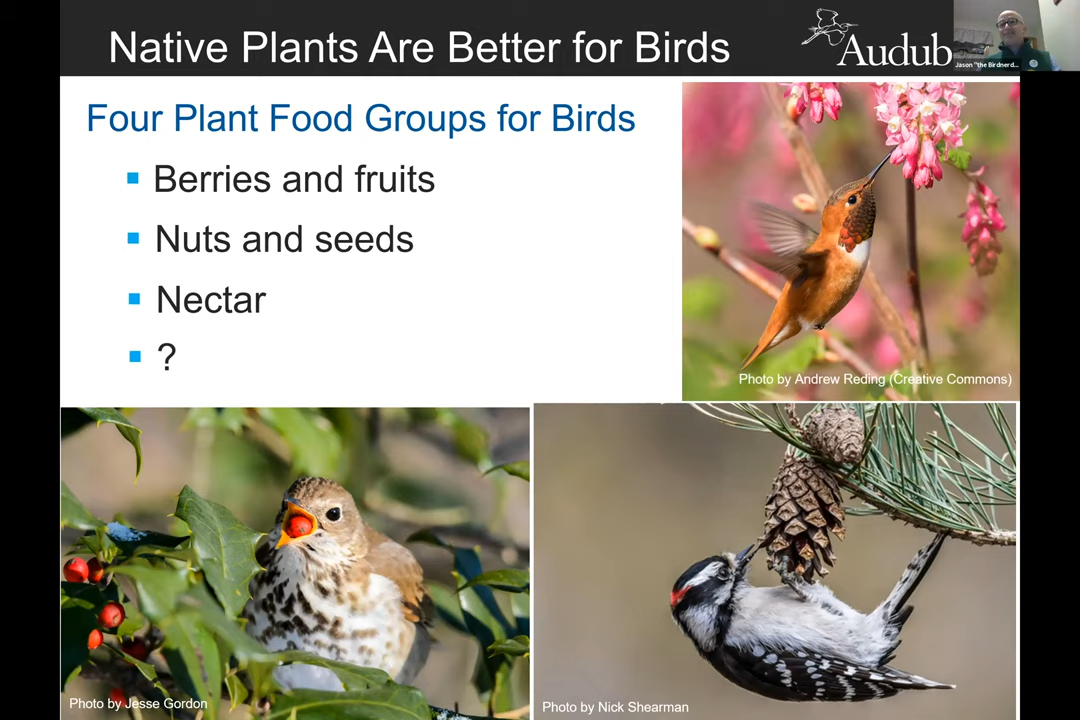 Native Plants Are Better for Birds
Audub
Jason "the Birdnerd...
Four Plant Food Groups for Birds
Berries and fruits
Nuts and seeds
Nectar
?
Photo by Andrew Reding (Creative Commons)
Photo by Jesse Gordon
Photo by Nick Shearman